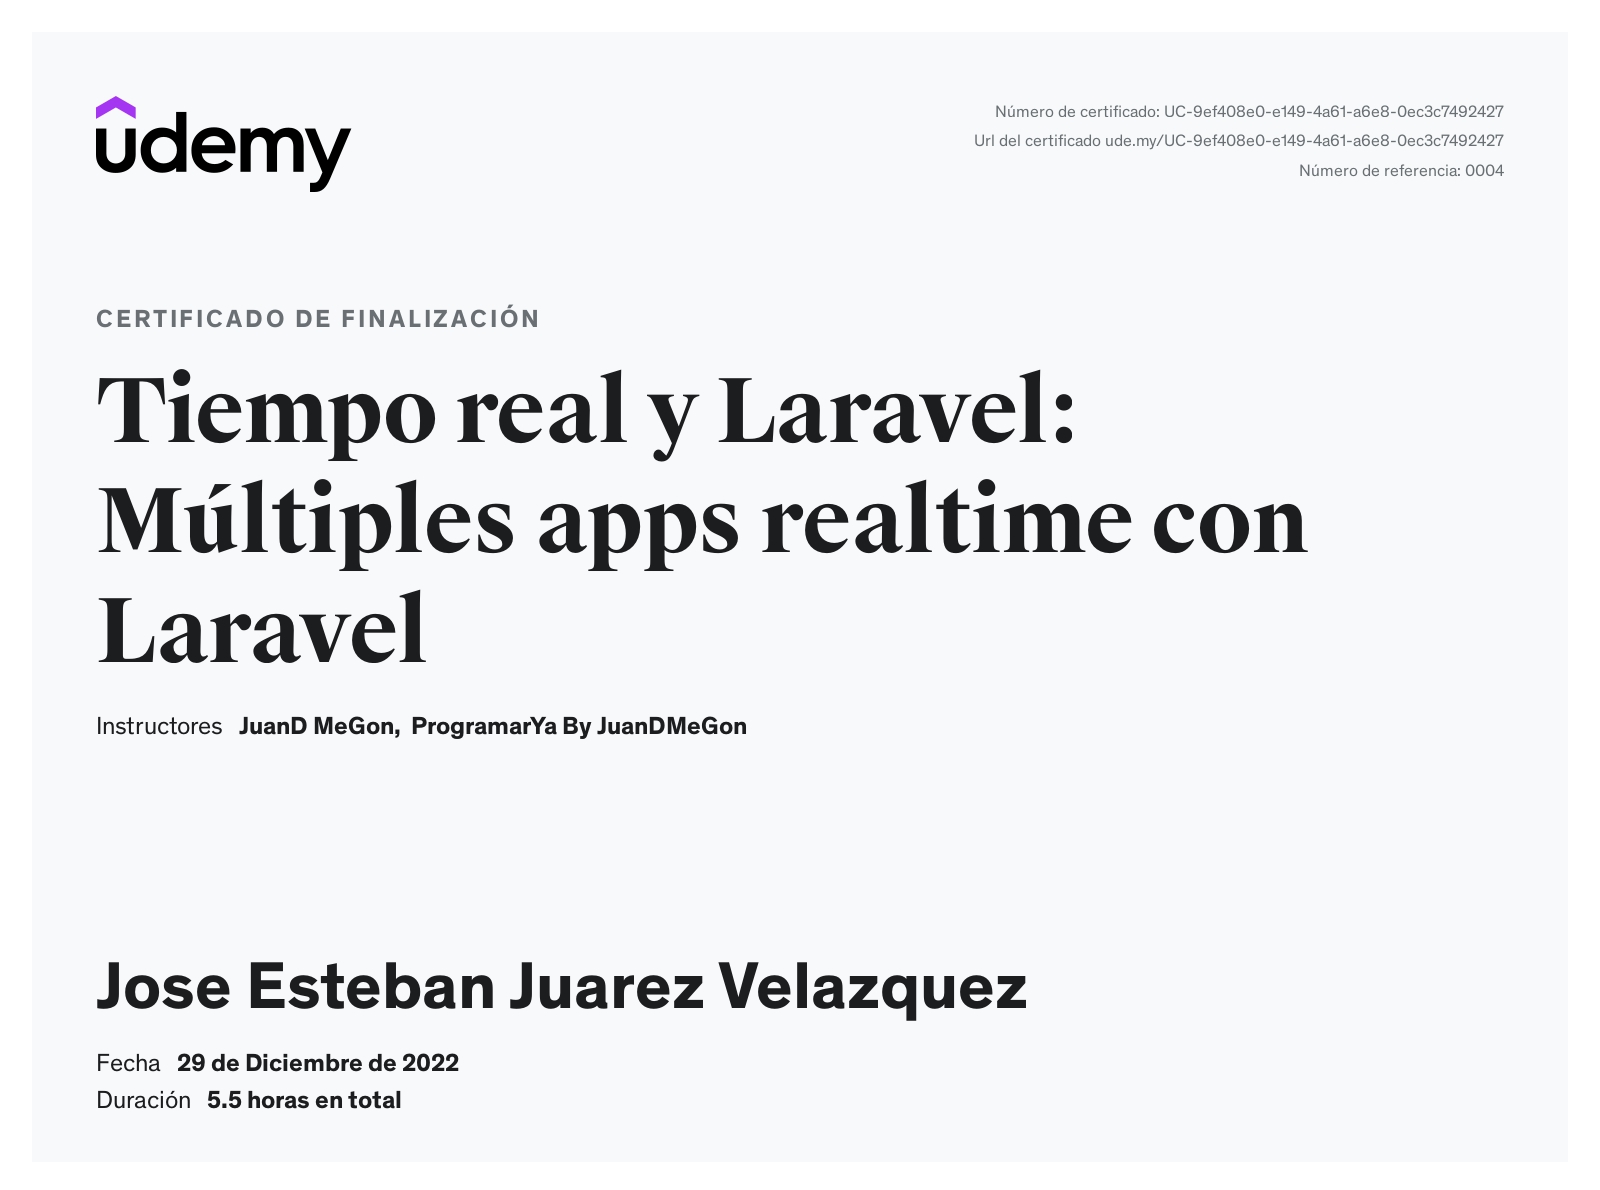 udemy
Número de certificado: UC-9ef408e0-e149-4a61-a6e8-0ec3c7492427
Url del certificado ude.my/UC-9ef408e0-e149-4a61-a6e8-0ec3c7492427
Número de referencia: 0004
CERTIFICADO DE FINALIZACIÓN
Tiempo real y Laravel:
Múltiples apps realtime con
Laravel
Instructores JuanD MeGon, ProgramarYa By JuanDMeGon
Jose Esteban Juarez Velazquez
Fecha 29 de Diciembre de 2022
Duración 5.5 horas en total